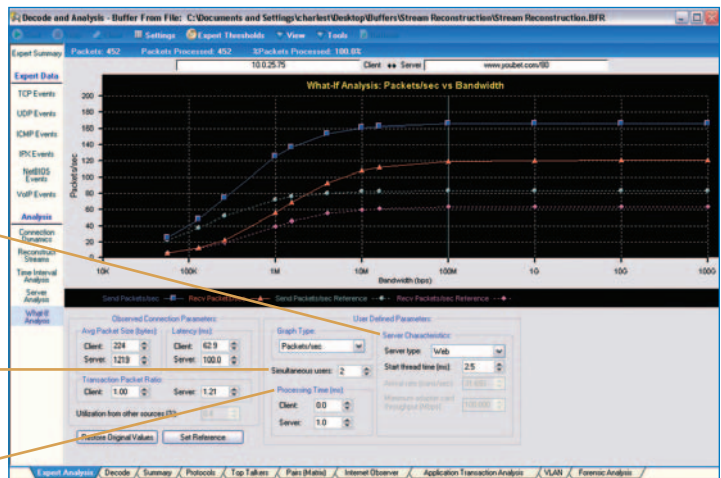 Decode and Analysis - Buffer From File: C:\Documents and Settings\charlest\Desktop\Buffers\Stream Reconstruction\Stream Reconstruction.BFR
Settings Expert Thresholds View Tools
Expert Summary
Packets: 452 Packets Processed: 452 %Packets Processed: 100.0%
10.0.25.75 Client ↔ Server www.youbet.com/80
Expert Data
TCP Events
UDP Events
ICMP Events
IPX Events
NetBIOS Events
VoIP Events
Analysis
Connection Dynamics
Reconstruct Streams
Time Interval Analysis
Server Analysis
What-If Analysis
What-If Analysis: Packets/sec vs Bandwidth
Packets/sec
200
180
160
140
120
100
80
60
40
20
0
10K 100K 1M 10M 100M 1G 10G 100G
Bandwidth (bps)
Send Packets/sec Recv Packets/sec Send Packets/sec Reference Recv Packets/sec Reference
Observed Connection Parameters:
Avg Packet Size (bytes): Latency (ms):
Client: 224 Client: 62.9
Server: 1219 Server: 100.0
Transaction Packet Ratio:
Client: 1.00 Server: 1.21
Utilization from other sources (%):
Restore Original Values Set Reference
User Defined Parameters:
Graph Type:
Packets/sec
Simultaneous users: 2
Processing Time (ms):
Client: 0.0
Server: 1.0
Server Characteristics:
Server type: Web
Start thread time (ms): 25
Maximum adapter card throughput (Mbps): 100.000
Expert Analysis Decode Summary Protocols Top Talkers Pairs (Matrix) Internet Observer Application Transaction Analysis VLAN Forensic Analysis